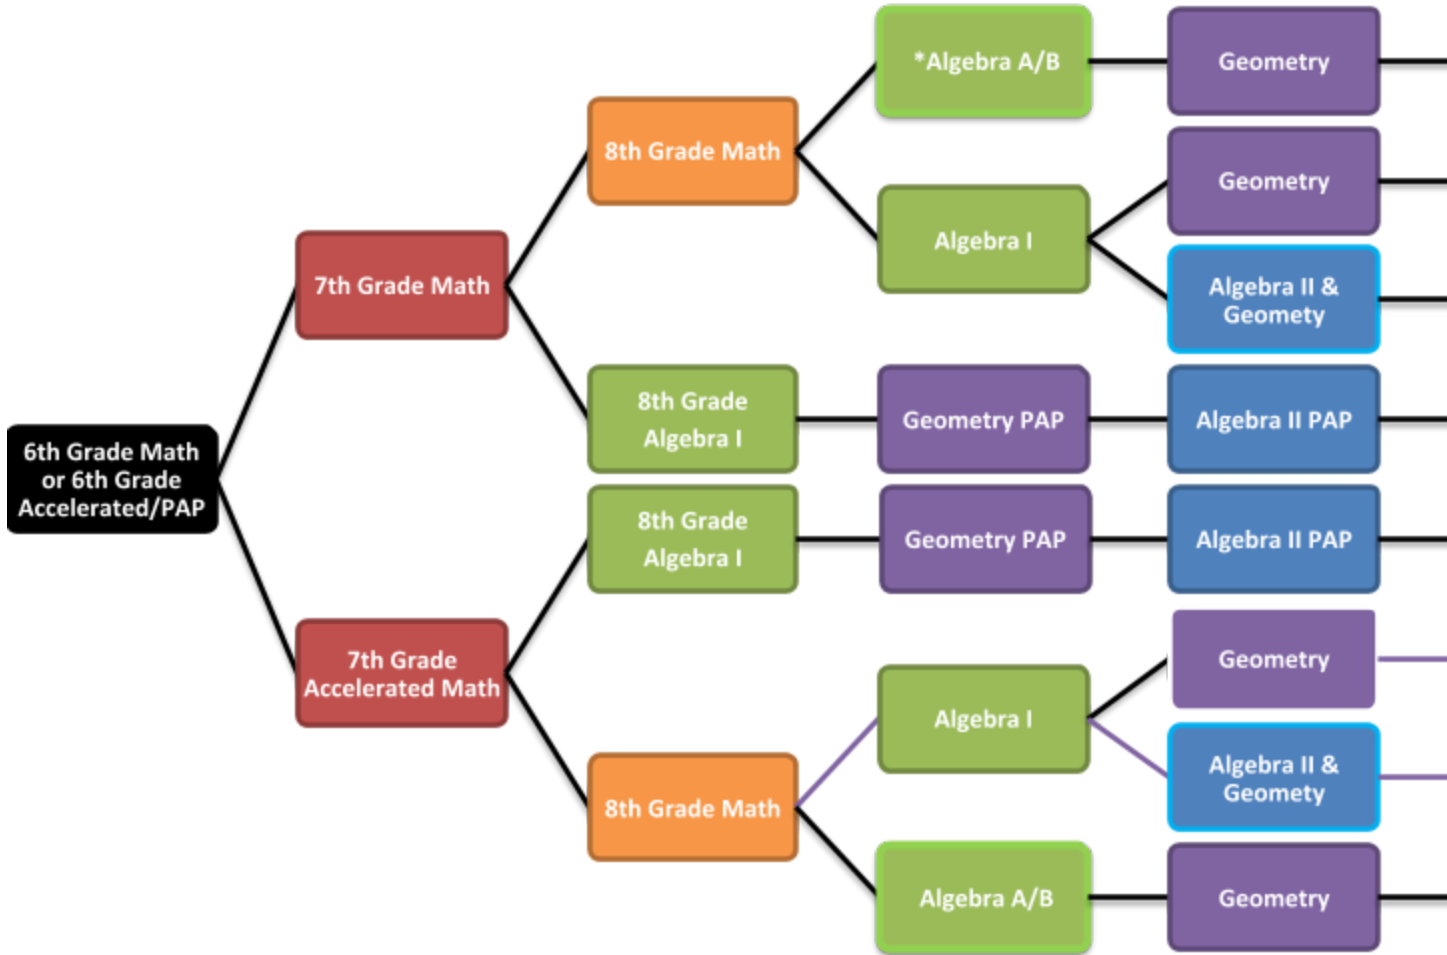 6th Grade Math
or 6th Grade
Accelerated/PAP
7th Grade Math
7th Grade
Accelerated Math
8th Grade Math
8th Grade
Algebra I
8th Grade
Algebra I
8th Grade Math
*Algebra A/B
Algebra I
Geometry PAP
Geometry PAP
Algebra I
Algebra A/B
Geometry
Geometry
Algebra II &
Geomety
Algebra II PAP
Algebra II PAP
Geometry
Algebra II &
Geomety
Geometry